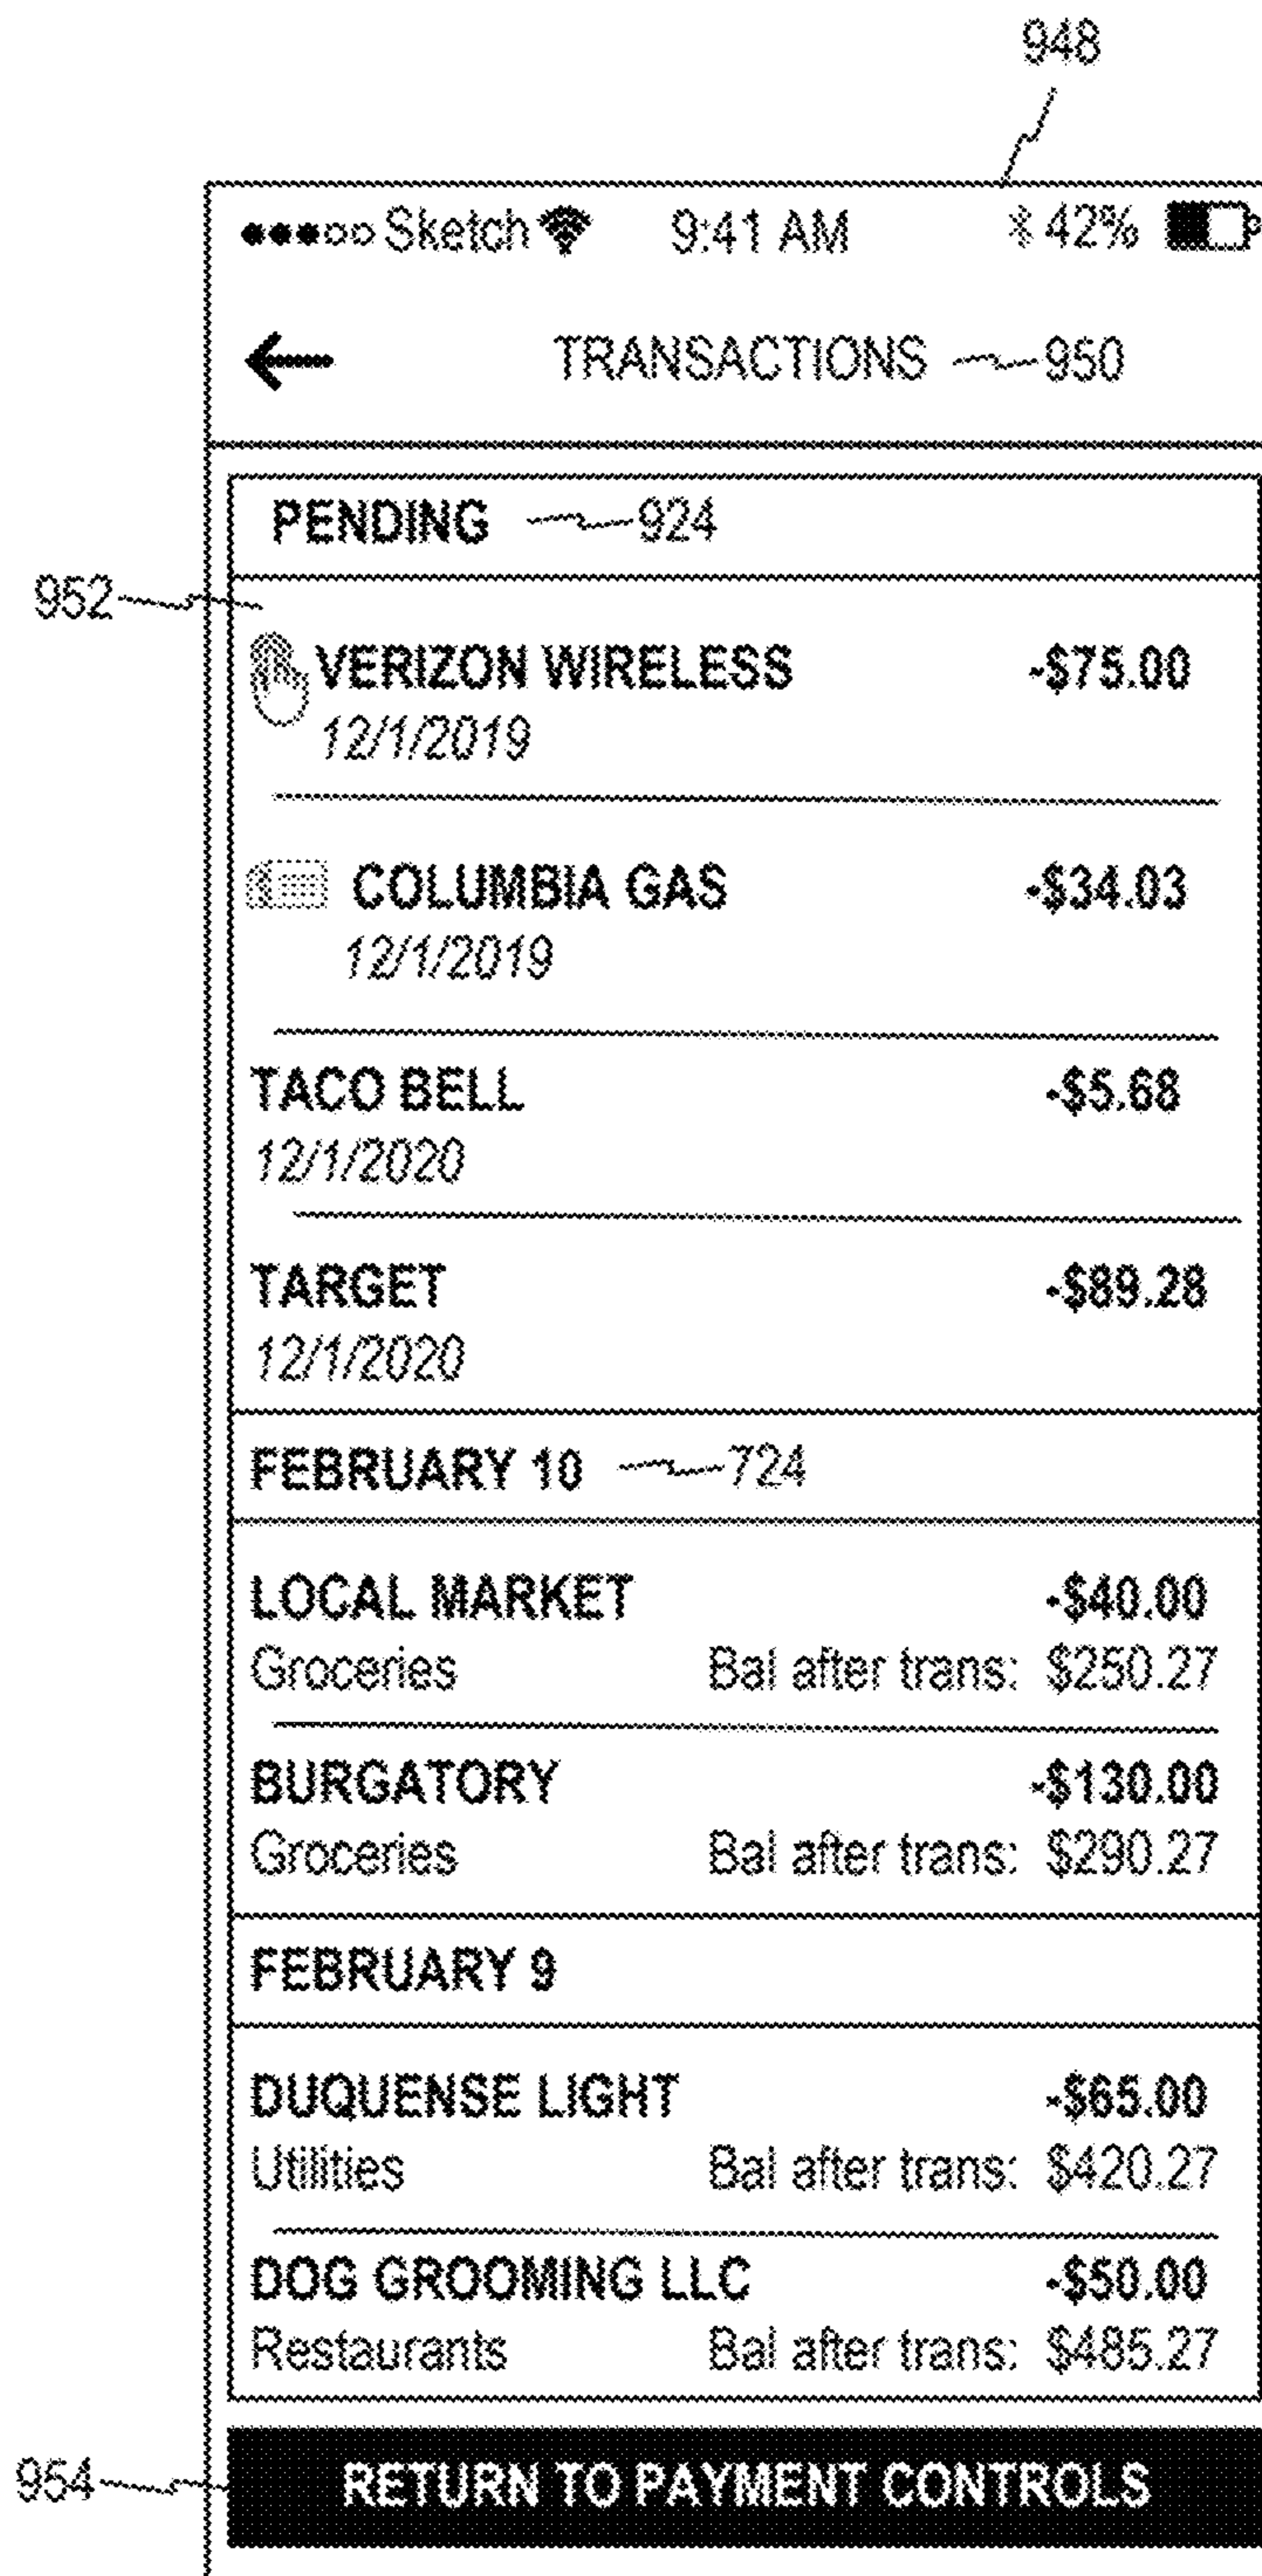 948
Sketch 9:41 AM 42%
TRANSACTIONS 950
PENDING 924
952
VERIZON WIRELESS -$75.00
12/1/2019
COLUMBIA GAS -$34.03
12/1/2019
TACO BELL -$5.68
12/1/2020
TARGET -$89.28
12/1/2020
FEBRUARY 10 724
LOCAL MARKET -$40.00
Groceries Bal after trans: $250.27
BURGATORY -$130.00
Groceries Bal after trans: $290.27
FEBRUARY 9
DUQUENSE LIGHT -$65.00
Utilities Bal after trans: $420.27
DOG GROOMING LLC -$50.00
Restaurants Bal after trans: $485.27
954 RETURN TO PAYMENT CONTROLS